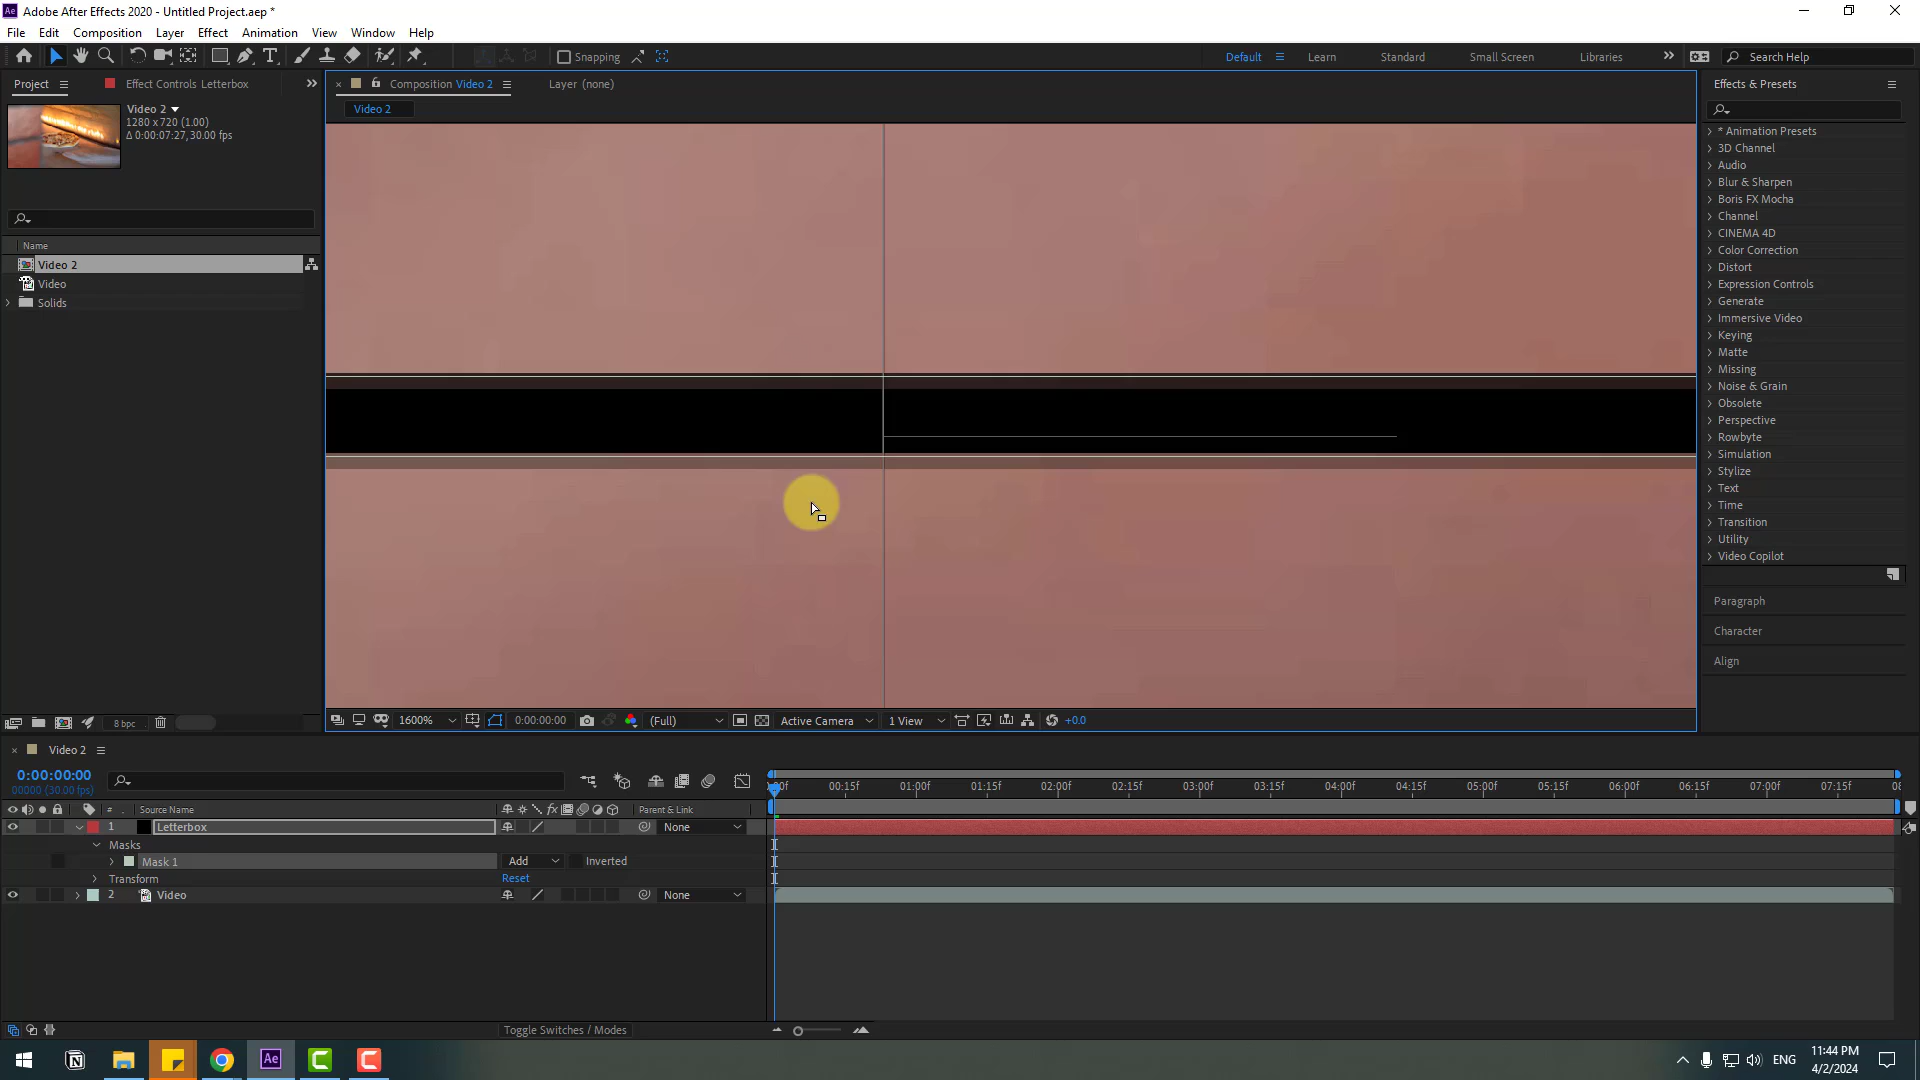 Adobe After Effects 2020 - Untitled Project.aep *
File Edit Composition Layer Effect Animation View Window Help
Snapping
Default Learn Standard Small Screen Libraries Search Help
Project Effect Controls Letterbox
Composition Video 2 Layer (none)
Effects & Presets
Video 2
1280 x 720 (1.00)
Δ 0:00:07:27, 30.00 fps
Video 2
Name
Video 2
Video
Solids
* Animation Presets
3D Channel
Audio
Blur & Sharpen
Boris FX Mocha
Channel
CINEMA 4D
Color Correction
Distort
Expression Controls
Generate
Immersive Video
Keying
Matte
Missing
Noise & Grain
Obsolete
Perspective
Rowbyte
Simulation
Stylize
Text
Time
Transition
Utility
Video Copilot
Paragraph
Character
Align
8 bpc
1600% 0:00:00:00 (Full) Active Camera 1 View +0.0
Video 2
0:00:00:00
00000 (30.00 fps)
00:15f 01:00f 01:15f 02:00f 02:15f 03:00f 03:15f 04:00f 04:15f 05:00f 05:15f 06:00f 06:15f 07:00f 07:15f
# Source Name fx Parent & Link
1 Letterbox None
Masks
Mask 1 Add Inverted
Transform Reset
2 Video None
Toggle Switches / Modes
Ae
ENG
11:44 PM
4/2/2024